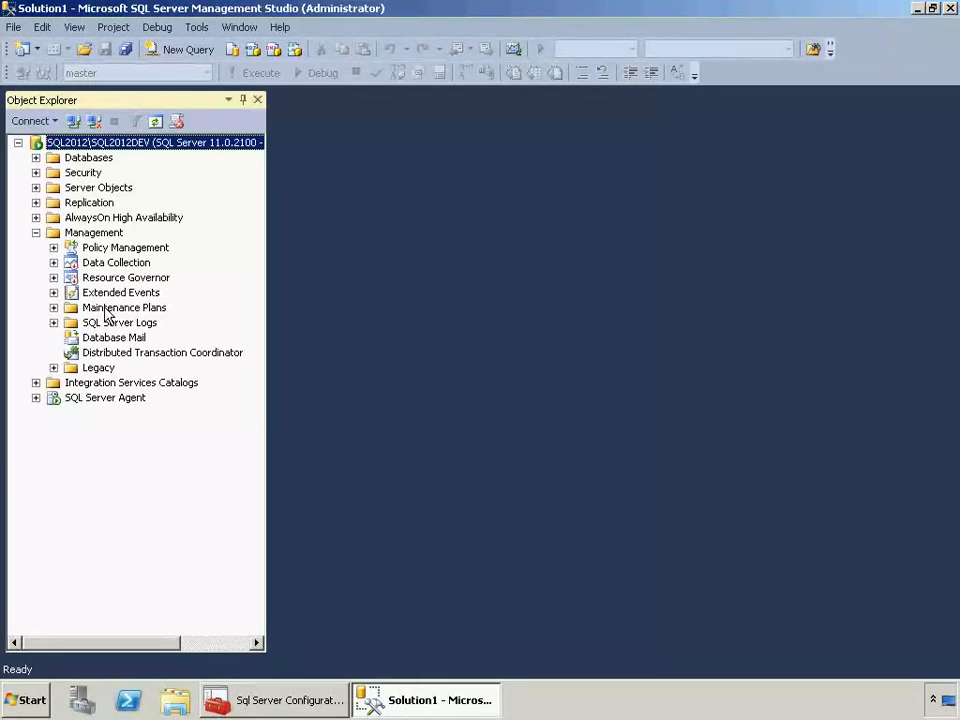 Solution1 - Microsoft SQL Server Management Studio (Administrator)
File Edit View Project Debug Tools Window Help
New Query
master Execute Debug
Object Explorer
Connect
SQL2012\SQL2012DEV (SQL Server 11.0.2100 -
Databases
Security
Server Objects
Replication
AlwaysOn High Availability
Management
Policy Management
Data Collection
Resource Governor
Extended Events
Maintenance Plans
SQL Server Logs
Database Mail
Distributed Transaction Coordinator
Legacy
Integration Services Catalogs
SQL Server Agent
Ready
Start Sql Server Configurat... Solution1 - Micros...